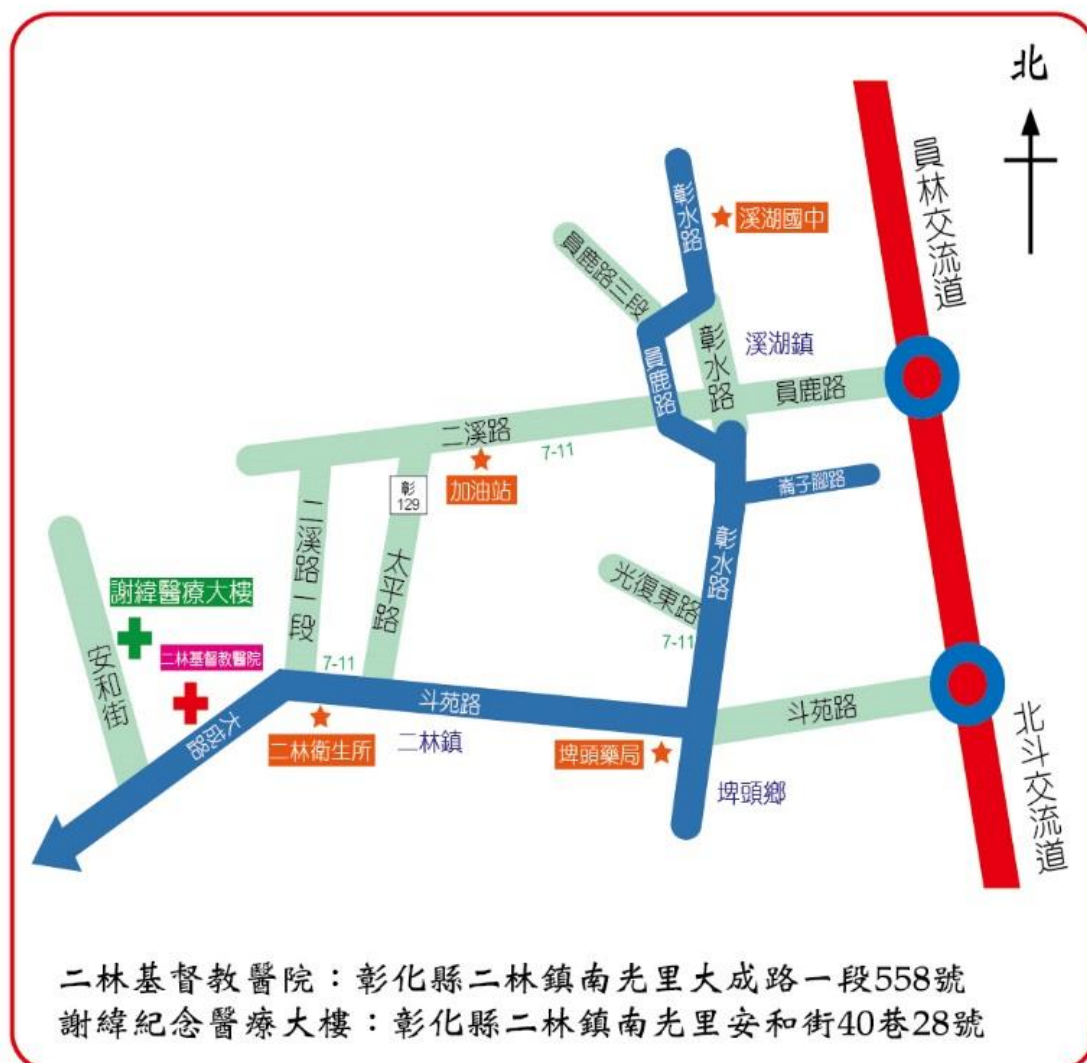 北
員林交流道
彰水路
溪湖國中
員鹿路三段
溪湖鎮
彰水路
員鹿路
員鹿路
二溪路
7-11
加油站
彰
129
崙子腳路
二溪路一段
太平路
彰水路
光復東路
7-11
謝緯醫療大樓
二林基督教醫院
安和街
7-11
大成路
斗苑路
斗苑路
二林衛生所
二林鎮
埤頭藥局
埤頭鄉
北斗交流道
二林基督教醫院：彰化縣二林鎮南光里大成路一段558號
謝緯紀念醫療大樓：彰化縣二林鎮南光里安和街40巷28號